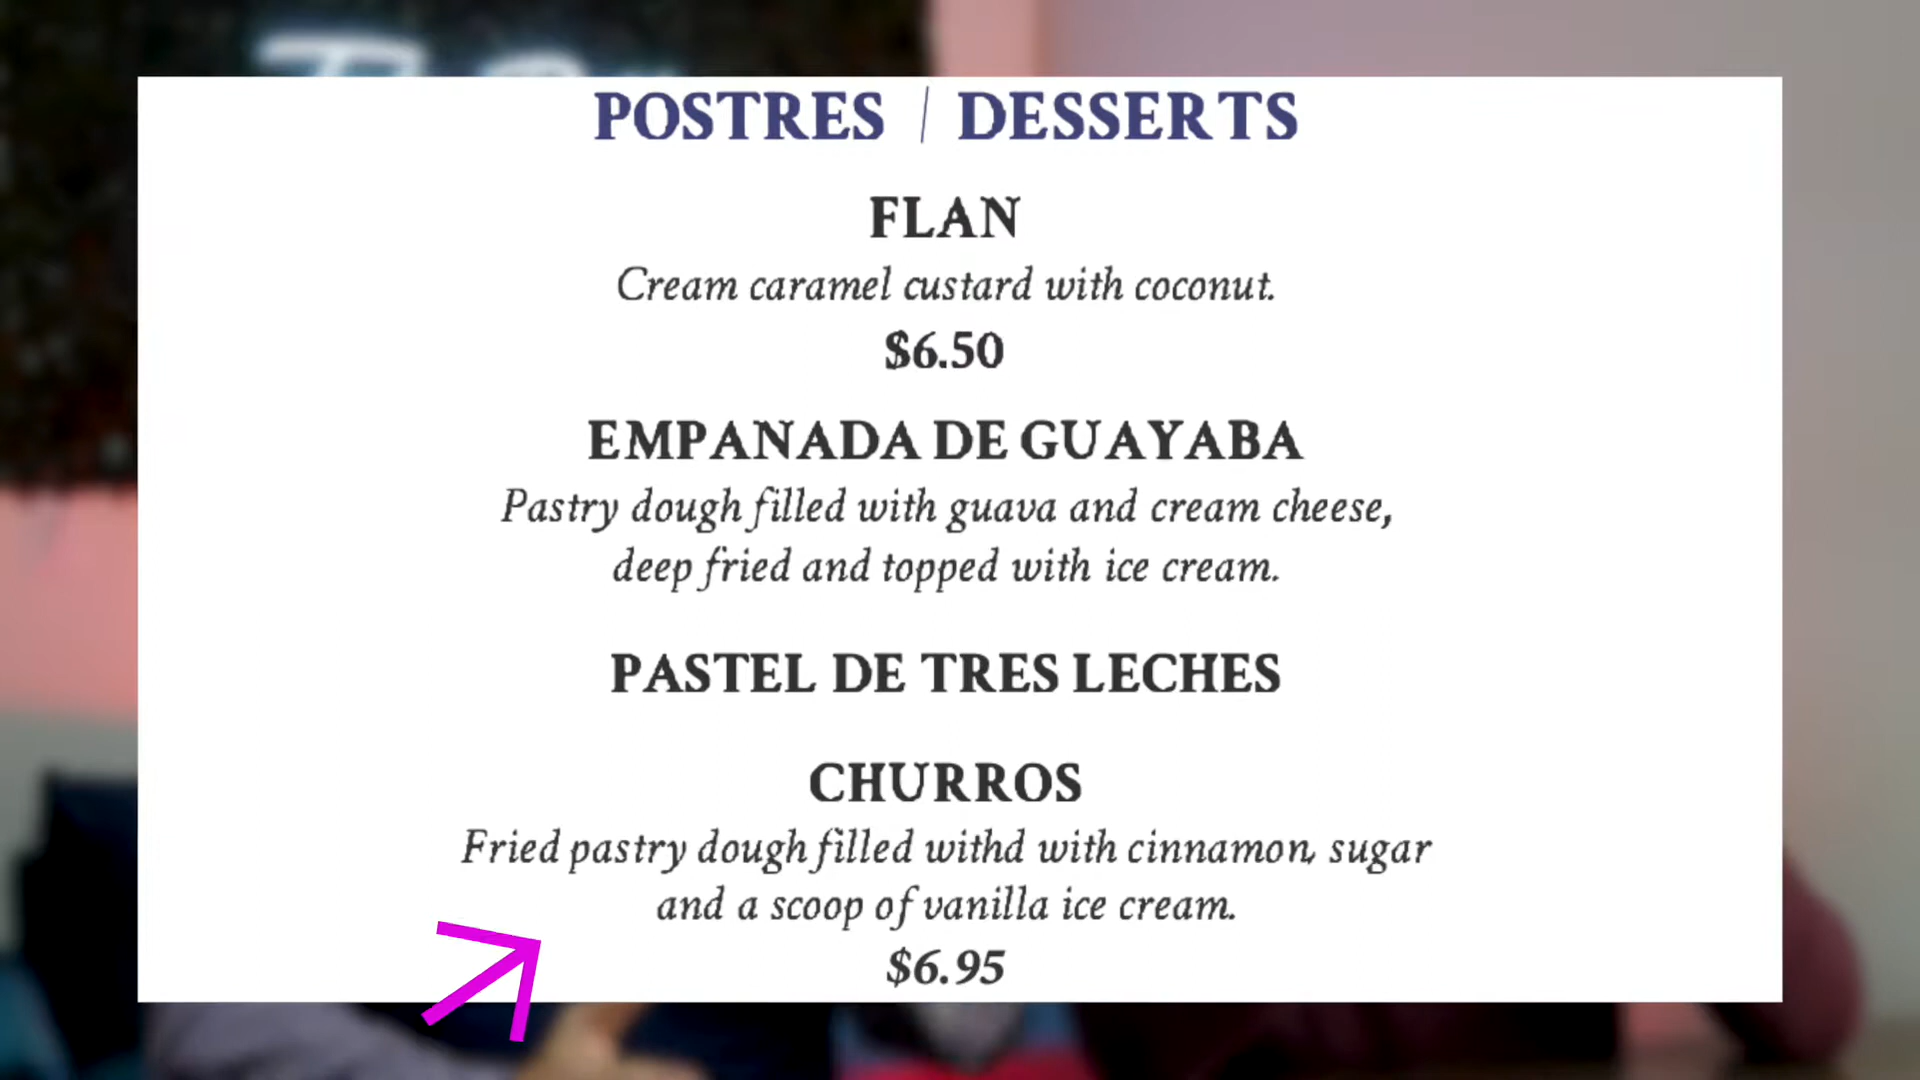 POSTRES / DESSERTS
FLAN
Cream caramel custard with coconut.
$6.50
EMPANADA DE GUAYABA
Pastry dough filled with guava and cream cheese,
deep fried and topped with ice cream.
PASTEL DE TRES LECHES
CHURROS
Fried pastry dough filled withd with cinnamon, sugar
and a scoop of vanilla ice cream.
$6.95